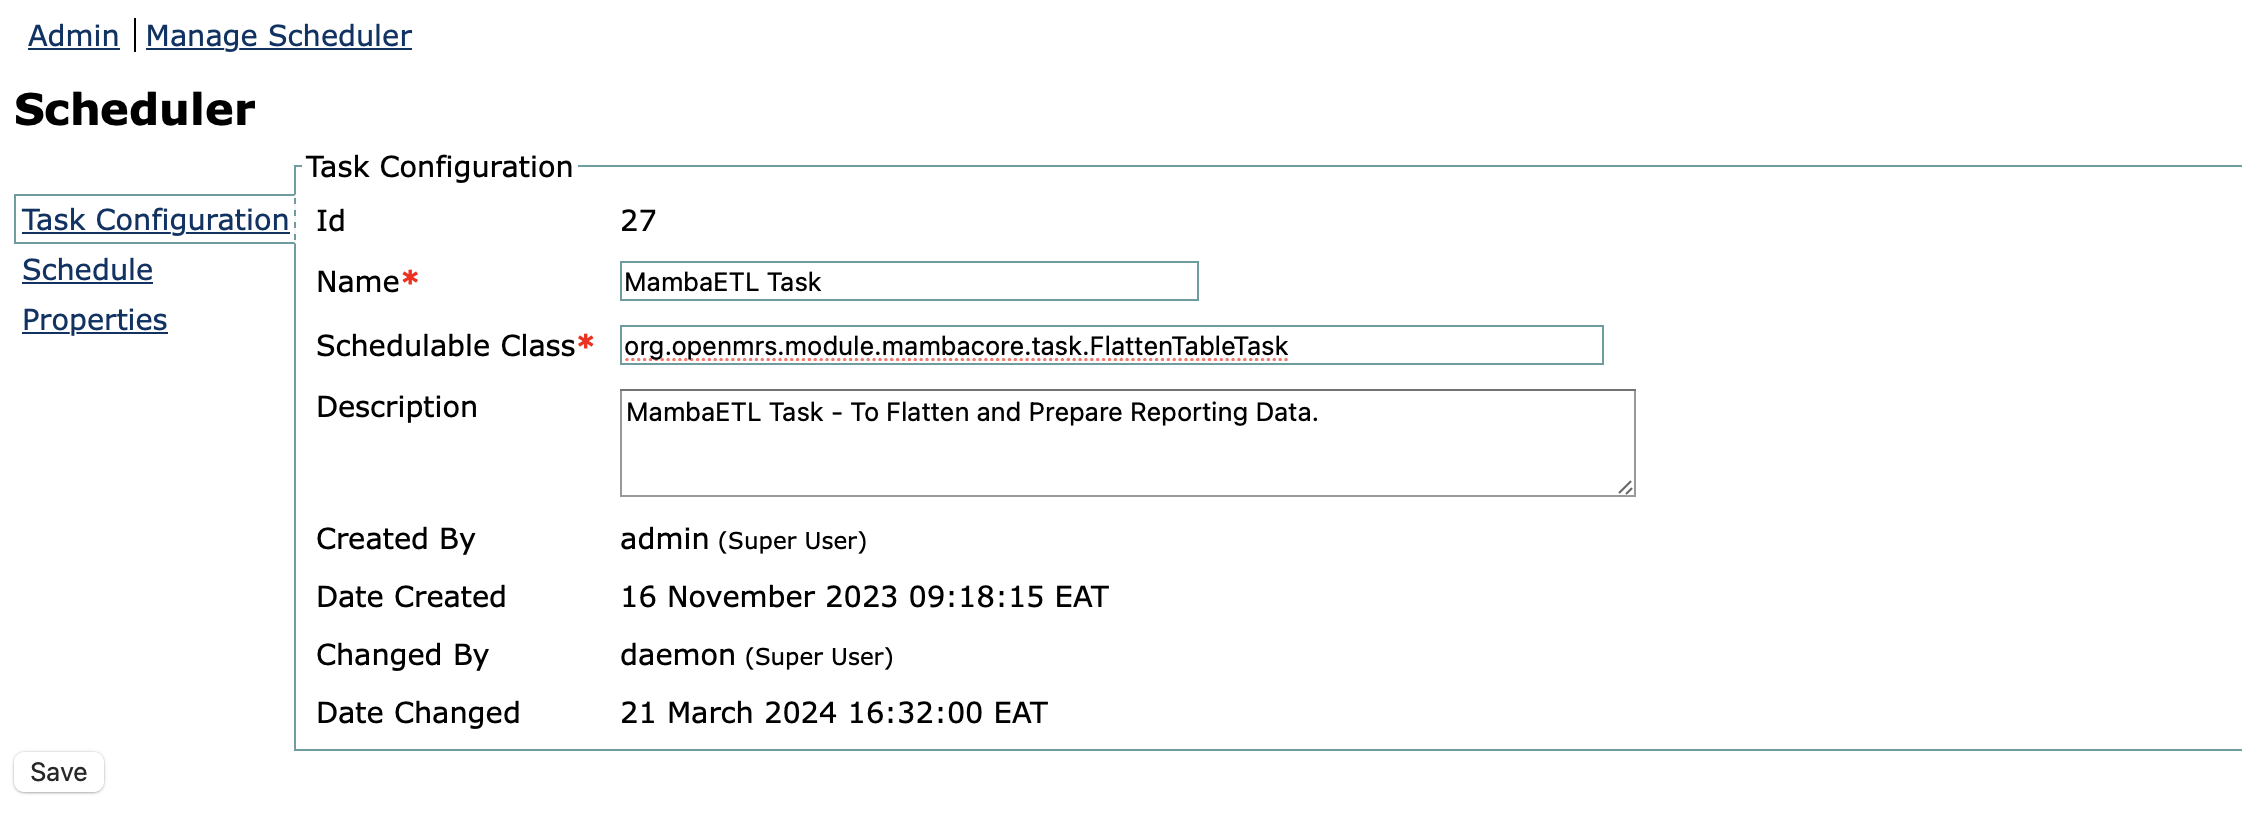 Admin | Manage Scheduler
Scheduler
Task Configuration
Task Configuration
Schedule
Properties
Id 27
Name* MambaETL Task
Schedulable Class* org.openmrs.module.mambacore.task.FlattenTableTask
Description MambaETL Task - To Flatten and Prepare Reporting Data.
Created By admin (Super User)
Date Created 16 November 2023 09:18:15 EAT
Changed By daemon (Super User)
Date Changed 21 March 2024 16:32:00 EAT
Save